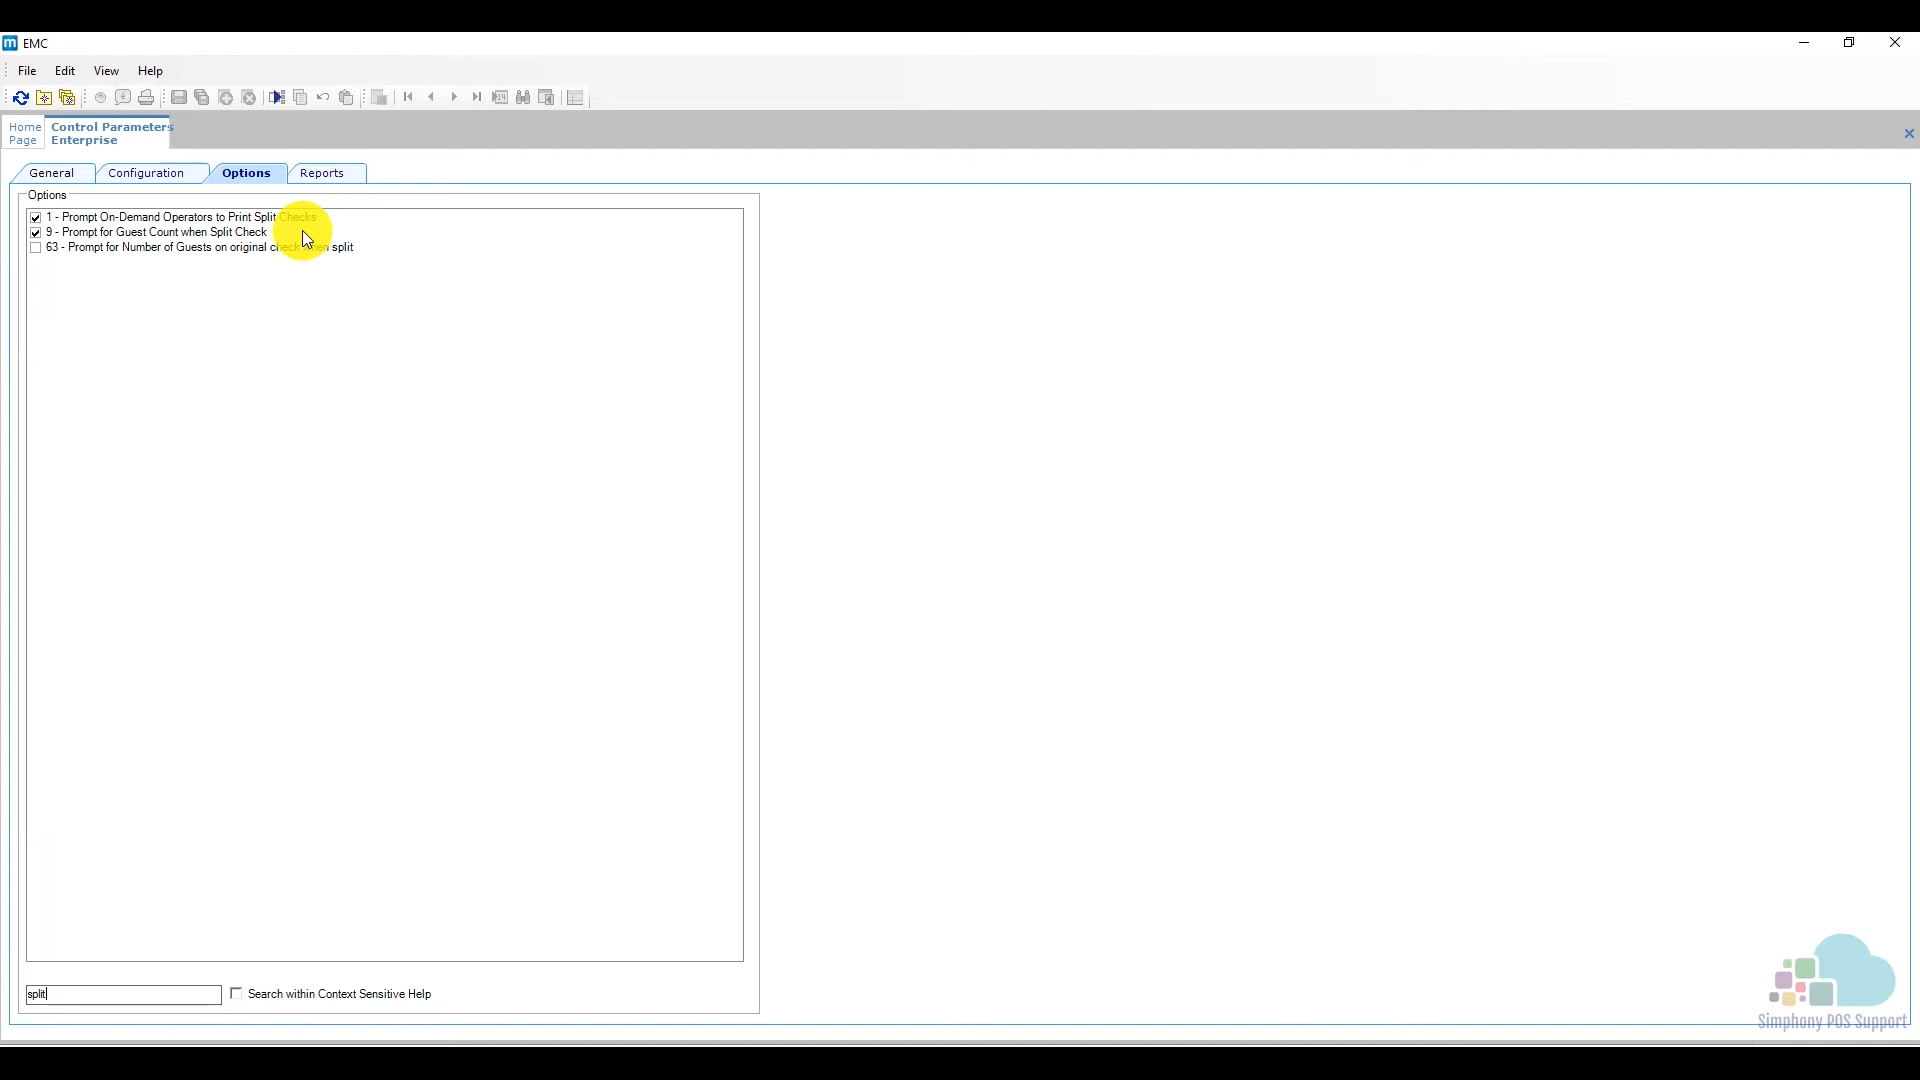 EMC
File Edit View Help
Home
Page
Control Parameters
Enterprise
General Configuration Options Reports
Options
1 - Prompt On-Demand Operators to Print Split Checks
9 - Prompt for Guest Count when Split Check
63 - Prompt for Number of Guests on original check when split
split
Search within Context Sensitive Help
Simphony POS Support